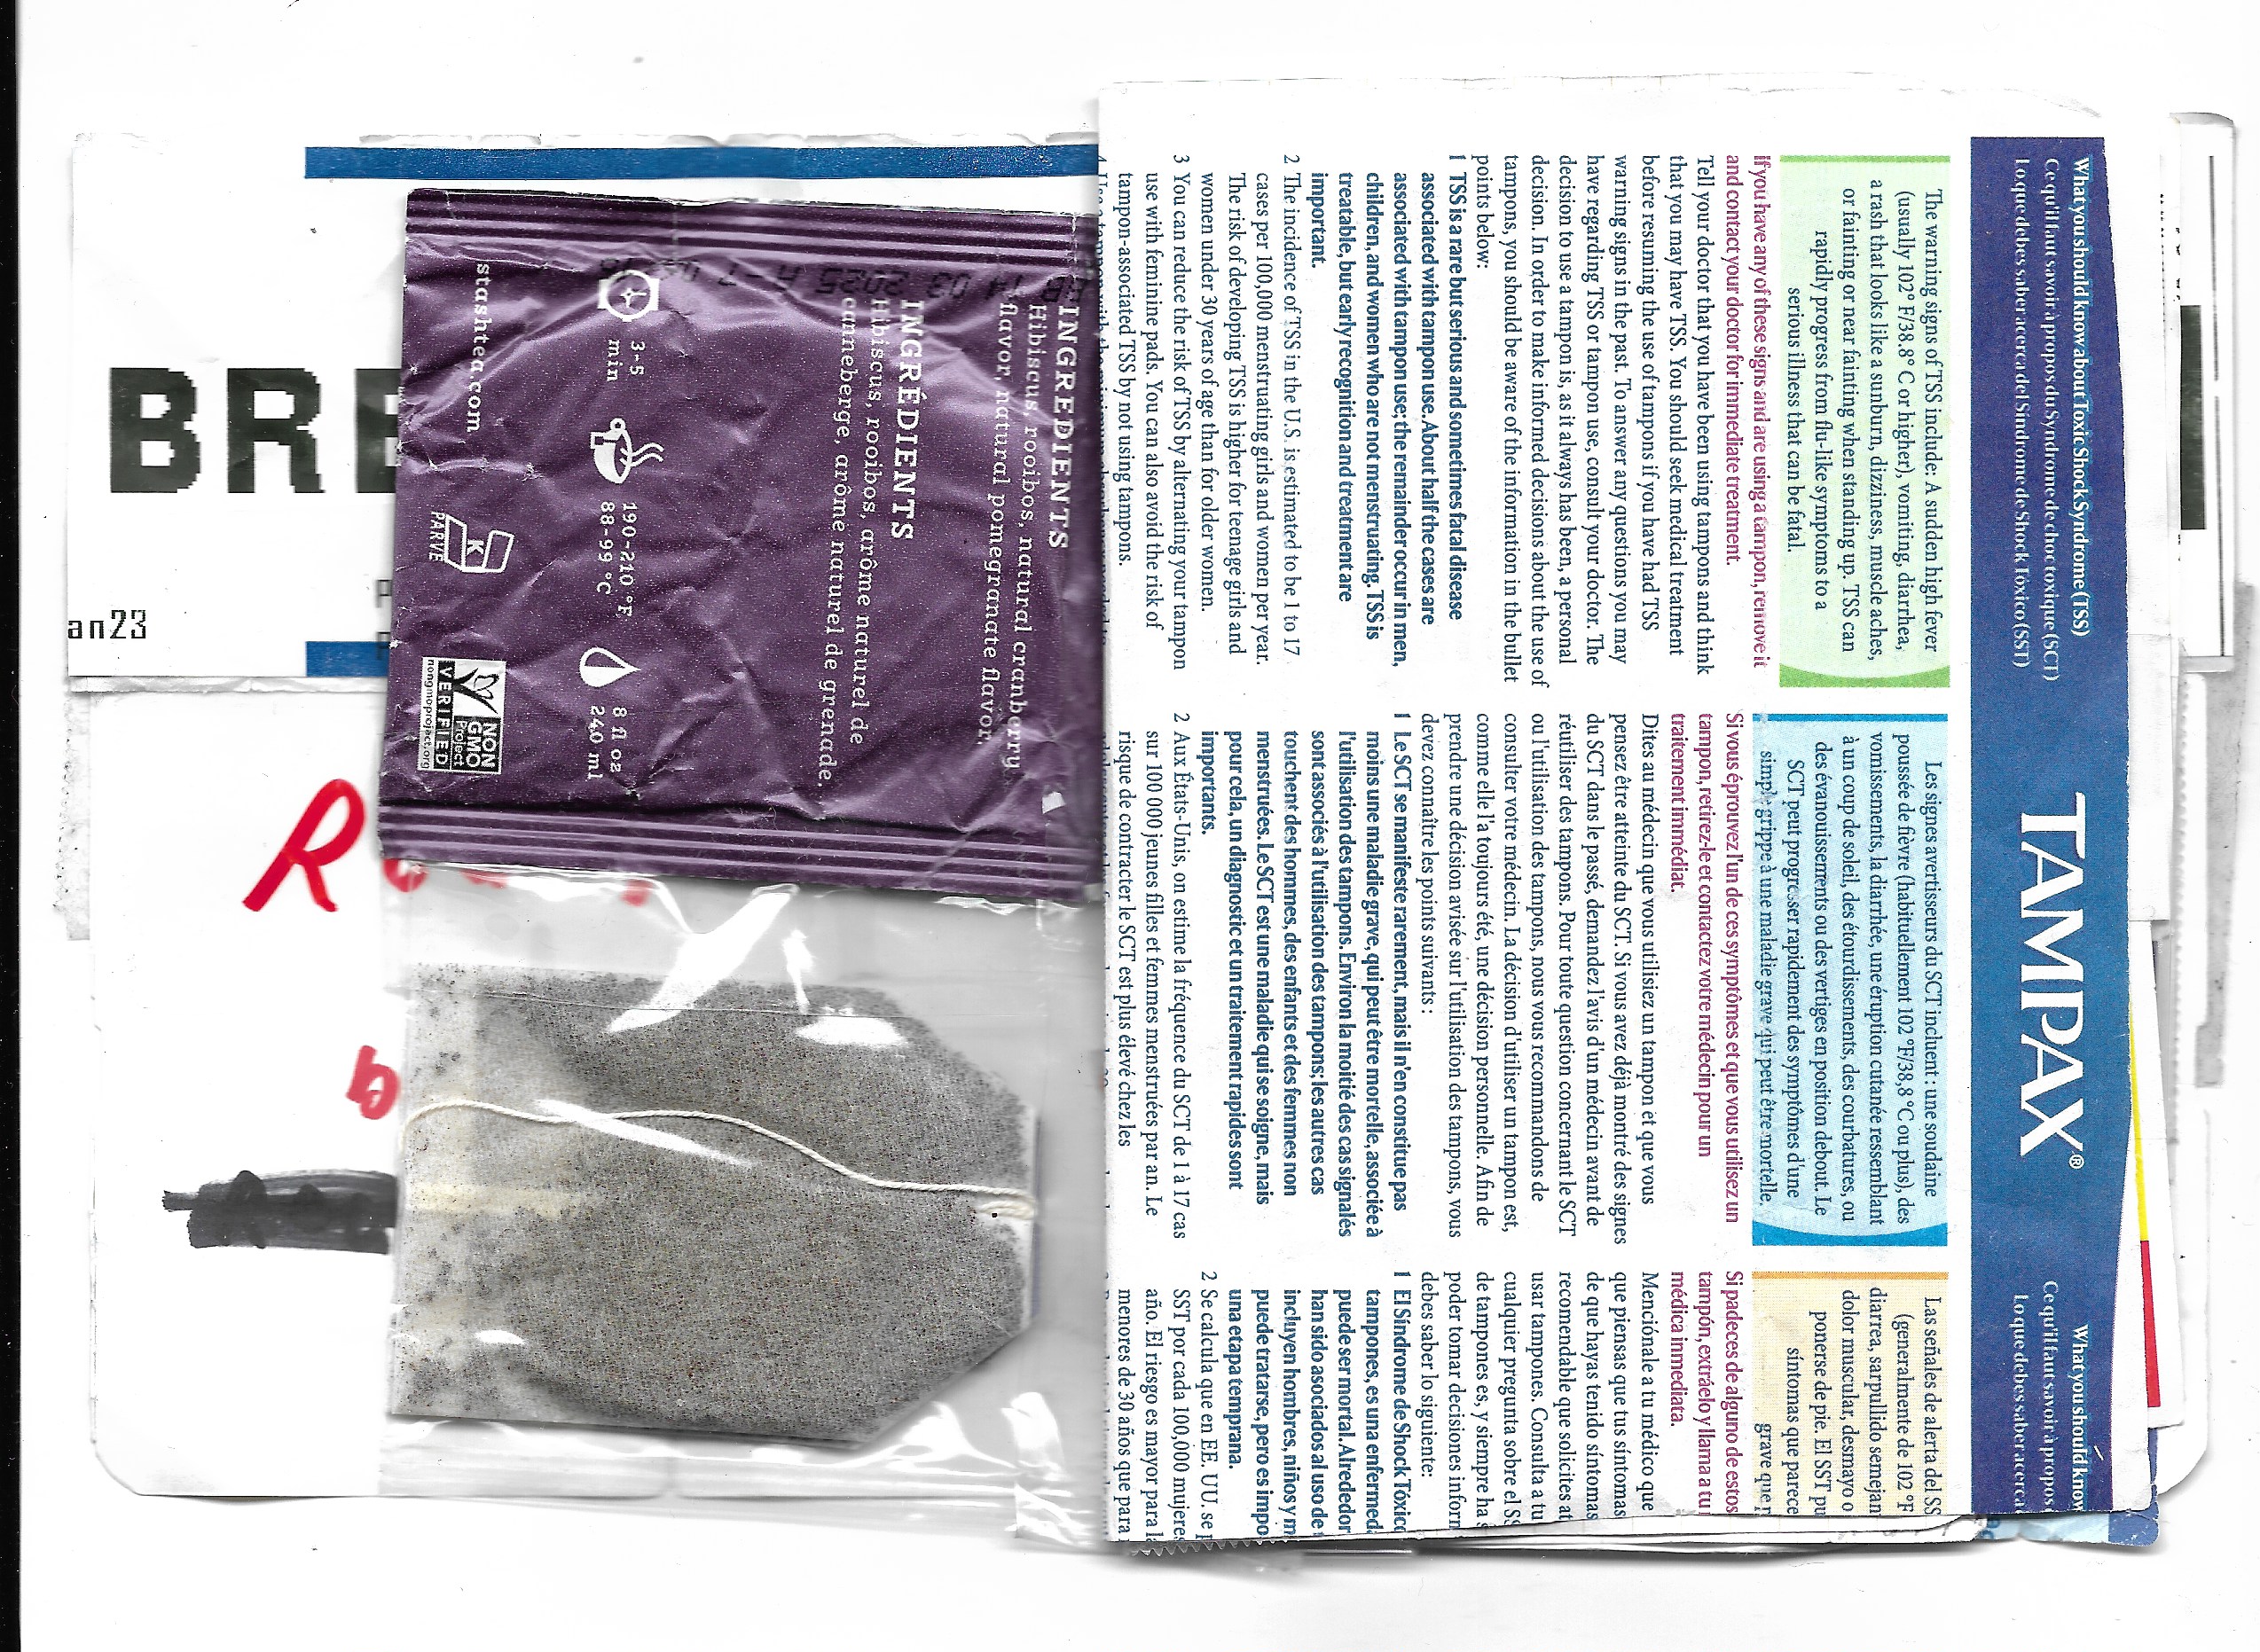 BRE
an23
INGREDIENTS
Hibiscus, rooibos, natural cranberry
flavor, natural pomegranate flavor.
INGRÉDIENTS
Hibiscus, rooibos, arôme naturel de
canneberge, arôme naturel de grenade.
3-5
min
190-210 °F
88-99 °C
8 fl oz
240 ml
stashtea.com
K
PARVE
NON
GMO
Project
VERIFIED
nongmoproject.org
What you should know about Toxic Shock Syndrome (TSS)
Ce qu'il faut savoir à propos du Syndrome de choc toxique (SCT)
Lo que debes saber acerca del Síndrome de Shock Tóxico (SST)
TAMPAX®
What you should know
Ce qu'il faut savoir à propos
Lo que debes saber acerca
The warning signs of TSS include: A sudden high fever
(usually 102° F/38.8° C or higher), vomiting, diarrhea,
a rash that looks like a sunburn, dizziness, muscle aches,
or fainting or near fainting when standing up. TSS can
rapidly progress from flu-like symptoms to a
serious illness that can be fatal.
If you have any of these signs and are using a tampon, remove it
and contact your doctor for immediate treatment.
Tell your doctor that you have been using tampons and think
that you may have TSS. You should seek medical treatment
before resuming the use of tampons if you have had TSS
warning signs in the past. To answer any questions you may
have regarding TSS or tampon use, consult your doctor. The
decision to use a tampon is, as it always has been, a personal
decision. In order to make informed decisions about the use of
tampons, you should be aware of the information in the bullet
points below:
1 TSS is a rare but serious and sometimes fatal disease
associated with tampon use. About half the cases are
associated with tampon use; the remainder occur in men,
children, and women who are not menstruating. TSS is
treatable, but early recognition and treatment are
important.
2 The incidence of TSS in the U.S. is estimated to be 1 to 17
cases per 100,000 menstruating girls and women per year.
The risk of developing TSS is higher for teenage girls and
women under 30 years of age than for older women.
3 You can reduce the risk of TSS by alternating your tampon
use with feminine pads. You can also avoid the risk of
tampon-associated TSS by not using tampons.
Les signes avertisseurs du SCT incluent : une soudaine
poussée de fièvre (habituellement 102 °F/38,8 °C ou plus), des
vomissements, la diarrhée, une éruption cutanée ressemblant
à un coup de soleil, des étourdissements, des courbatures, ou
des évanouissements ou des vertiges en position debout. Le
SCT peut progresser rapidement des symptômes d'une
simple grippe à une maladie grave qui peut être mortelle.
Si vous éprouvez l'un de ces symptômes et que vous utilisez un
tampon, retirez-le et contactez votre médecin pour un
traitement immédiat.
Dites au médecin que vous utilisiez un tampon et que vous
pensez être atteinte du SCT. Si vous avez déjà montré des signes
du SCT dans le passé, demandez l'avis d'un médecin avant de
réutiliser des tampons. Pour toute question concernant le SCT
ou l'utilisation des tampons, nous vous recommandons de
consulter votre médecin. La décision d'utiliser un tampon est,
comme elle l'a toujours été, une décision personnelle. Afin de
prendre une décision avisée sur l'utilisation des tampons, vous
devez connaître les points suivants :
1 Le SCT se manifeste rarement, mais il n'en constitue pas
moins une maladie grave, qui peut être mortelle, associée à
l'utilisation des tampons. Environ la moitié des cas signalés
sont associés à l'utilisation des tampons; les autres cas
touchent des hommes, des enfants et des femmes non
menstruées. Le SCT est une maladie qui se soigne, mais
pour cela, un diagnostic et un traitement rapides sont
importants.
2 Aux États-Unis, on estime la fréquence du SCT de 1 à 17 cas
sur 100 000 jeunes filles et femmes menstruées par an. Le
risque de contracter le SCT est plus élevé chez les
Las señales de alerta del SS
(generalmente de 102 °F
diarrea, sarpullido semejan
dolor muscular, desmayo o
ponerse de pie. El SST pu
síntomas que parece
grave que p
Si padeces de alguno de estos
tampón, extráelo y llama a tu
médica inmediata.
Menciónale a tu médico que
que piensas que tus síntomas
de que hayas tenido síntomas
recomendable que solicites at
usar tampones. Consulta a tu
cualquier pregunta sobre el SS
de tampones es, y siempre ha s
poder tomar decisiones inform
debes saber lo siguiente:
1 El Síndrome de Shock Tóxico
tampones, es una enfermeda
puede ser mortal. Alrededor
han sido asociados al uso de
incluyen hombres, niños y m
puede tratarse, pero es impo
una etapa temprana.
2 Se calcula que en EE. UU. se p
SST por cada 100,000 mujeres
año. El riesgo es mayor para la
menores de 30 años que para